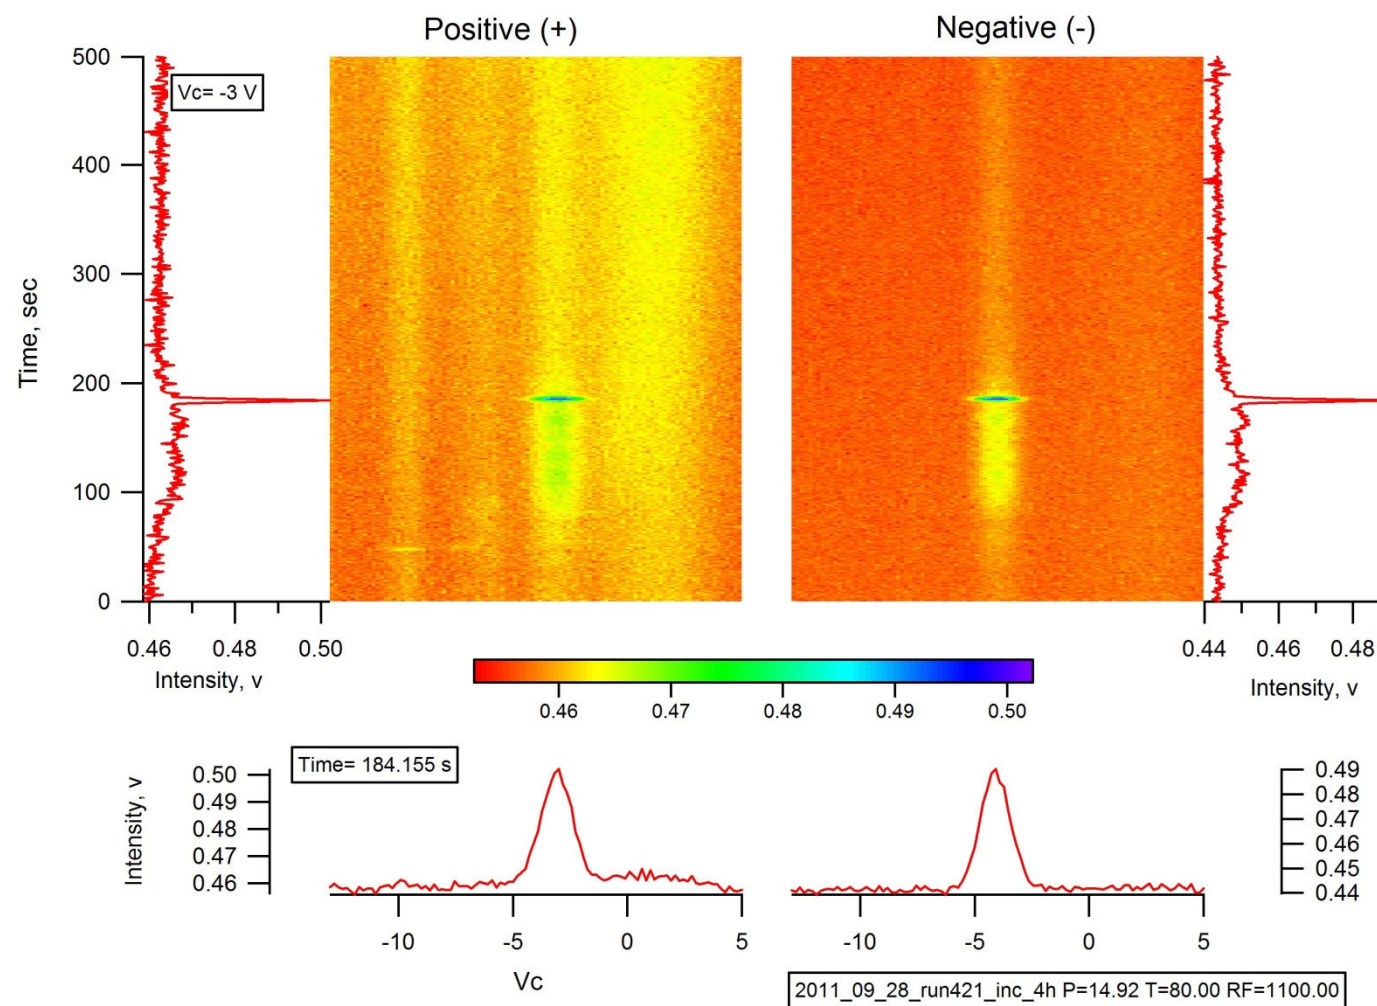 Positive (+)
Negative (-)
Vc= -3 V
500
400
300
200
100
0
Time, sec
0.46 0.48 0.50
Intensity, v
0.44 0.46 0.48
Intensity, v
0.46 0.47 0.48 0.49 0.50
Time= 184.155 s
Intensity, v
0.50
0.49
0.48
0.47
0.46
0.49
0.48
0.47
0.46
0.45
0.44
-10 -5 0 5
-10 -5 0 5
Vc
2011_09_28_run421_inc_4h P=14.92 T=80.00 RF=1100.00